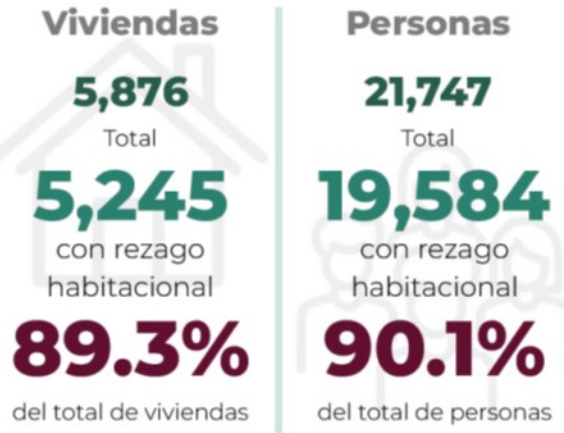 Viviendas
5,876
Total
5,245
con rezago
habitacional
89.3%
del total de viviendas
Personas
21,747
Total
19,584
con rezago
habitacional
90.1%
del total de personas